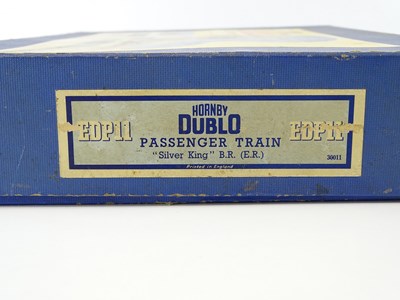 EDP11
HORNBY
DUBLO
EDP11
PASSENGER TRAIN
"Silver King" B.R. (E.R.)
30011
Printed in England